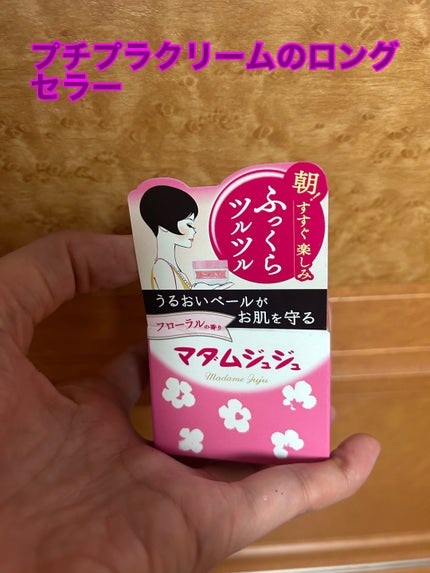 プチプラクリームのロング
セラー
朝!すすぐ楽しみ
ふっくら
ツルツル
うるおいベールが
お肌を守る
フローラルの香り
マダムジュジュ
Madame Juju